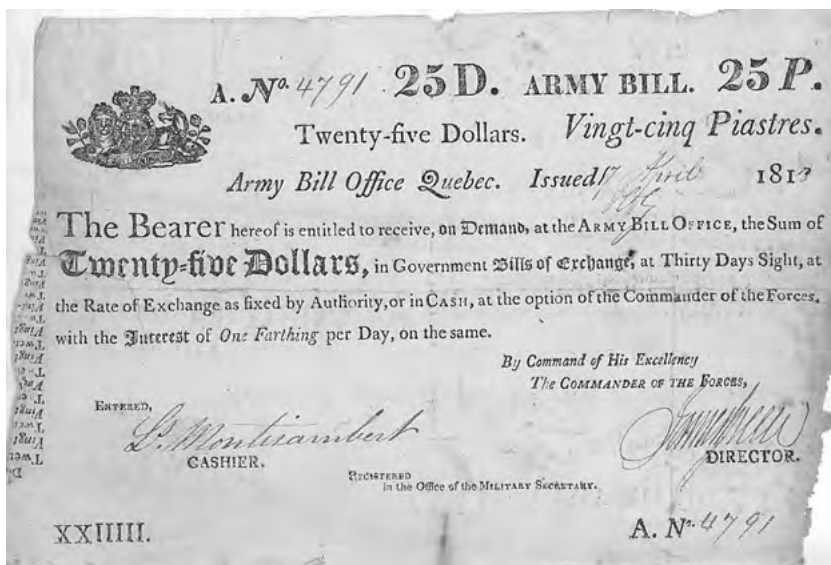 A. No. 4791 25 D. ARMY BILL. 25 P.
Twenty-five Dollars. Vingt-cinq Piastres.
Army Bill Office Quebec. Issued 17 April 1813
The Bearer hereof is entitled to receive, on Demand, at the ARMY BILL OFFICE, the Sum of
Twenty-five Dollars, in Government Bills of Exchange, at Thirty Days Sight, at
the Rate of Exchange as fixed by Authority, or in CASH, at the option of the Commander of the Forces,
with the Interest of One Farthing per Day, on the same.
By Command of His Excellency
The COMMANDER OF THE FORCES,
ENTERED,
L. Montizambert
CASHIER.
DIRECTOR.
REGISTERED
in the Office of the MILITARY SECRETARY.
XXIIIII.
A. No. 4791